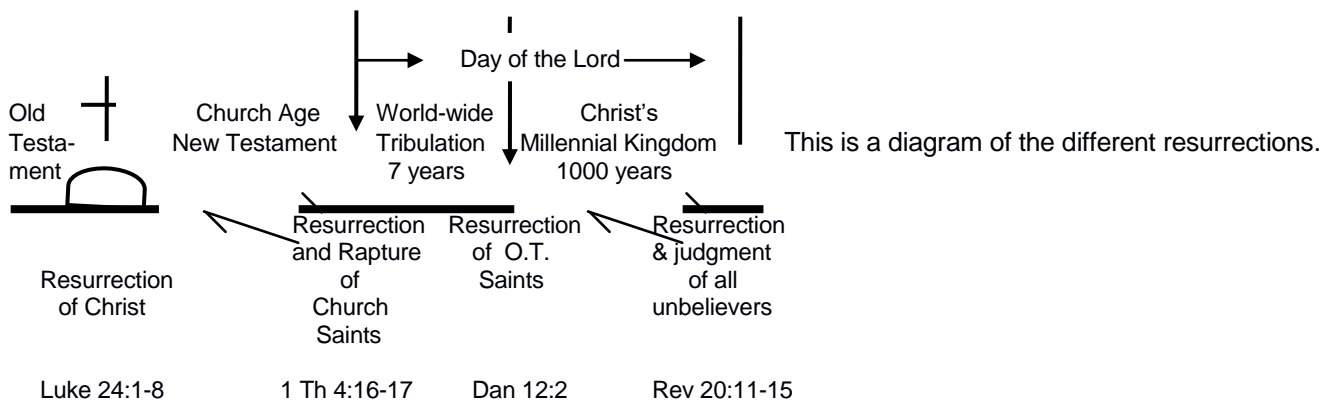 Day of the Lord
Old
Testa-
ment
Church Age
New Testament
World-wide
Tribulation
7 years
Christ's
Millennial Kingdom
1000 years
This is a diagram of the different resurrections.
Resurrection
of Christ
Resurrection
and Rapture
of
Church
Saints
Resurrection
of O.T.
Saints
Resurrection
& judgment
of all
unbelievers
Luke 24:1-8
1 Th 4:16-17
Dan 12:2
Rev 20:11-15